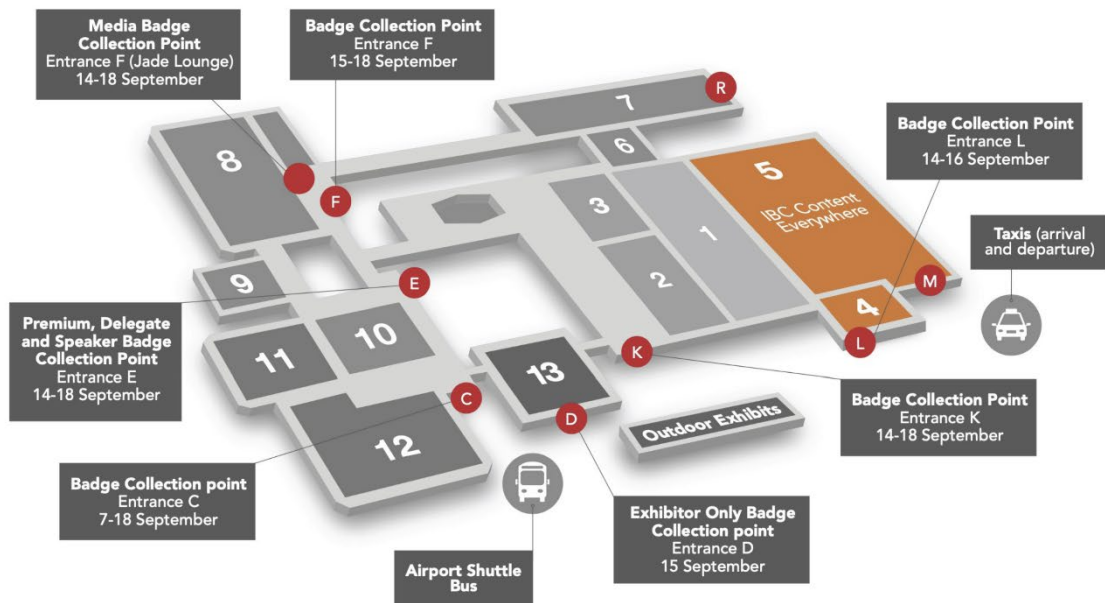 Media Badge
Collection Point
Entrance F (Jade Lounge)
14-18 September
Badge Collection Point
Entrance F
15-18 September
R
7
Badge Collection Point
Entrance L
14-16 September
8
6
5
IBC Content
Everywhere
F
3
1
Taxis (arrival
and departure)
9
E
2
M
4
L
Premium, Delegate
and Speaker Badge
Collection Point
Entrance E
14-18 September
11
10
13
K
C
D
Outdoor Exhibits
Badge Collection Point
Entrance K
14-18 September
12
Badge Collection point
Entrance C
7-18 September
Exhibitor Only Badge
Collection point
Entrance D
15 September
Airport Shuttle
Bus